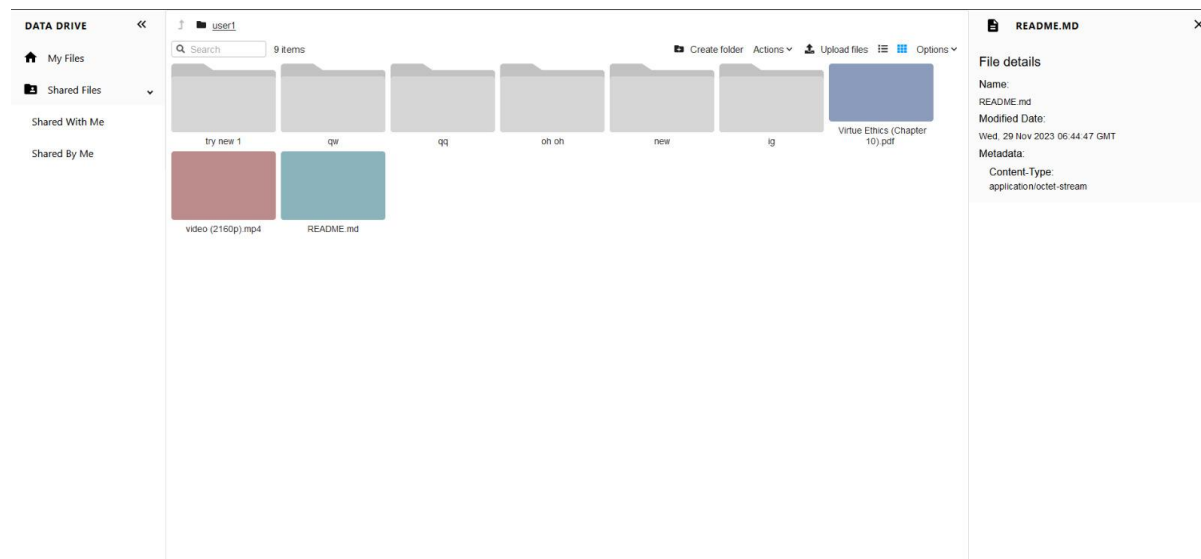 DATA DRIVE
My Files
Shared Files
Shared With Me
Shared By Me
user1
Search
9 items
Create folder
Actions
Upload files
Options
try new 1
qw
qq
oh oh
new
ig
Virtue Ethics (Chapter
10).pdf
video (2160p).mp4
README.md
README.MD
File details
Name:
README.md
Modified Date:
Wed, 29 Nov 2023 06:44:47 GMT
Metadata:
Content-Type:
application/octet-stream